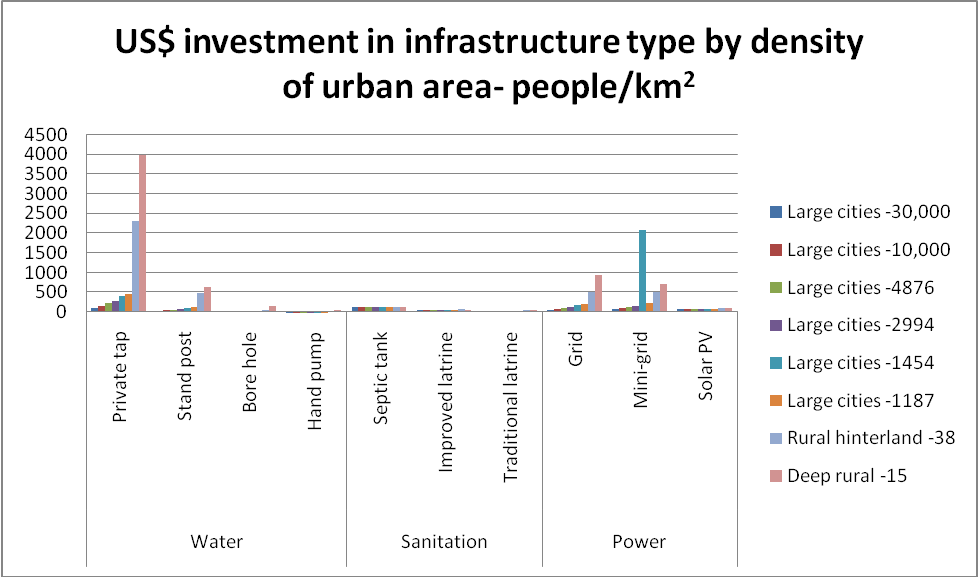 US$ investment in infrastructure type by density
of urban area- people/km²
4500
4000
3500
3000
2500
2000
1500
1000
500
0
Private tap
Stand post
Bore hole
Hand pump
Septic tank
Improved latrine
Traditional latrine
Grid
Mini-grid
Solar PV
Water
Sanitation
Power
Large cities -30,000
Large cities -10,000
Large cities -4876
Large cities -2994
Large cities -1454
Large cities -1187
Rural hinterland -38
Deep rural -15